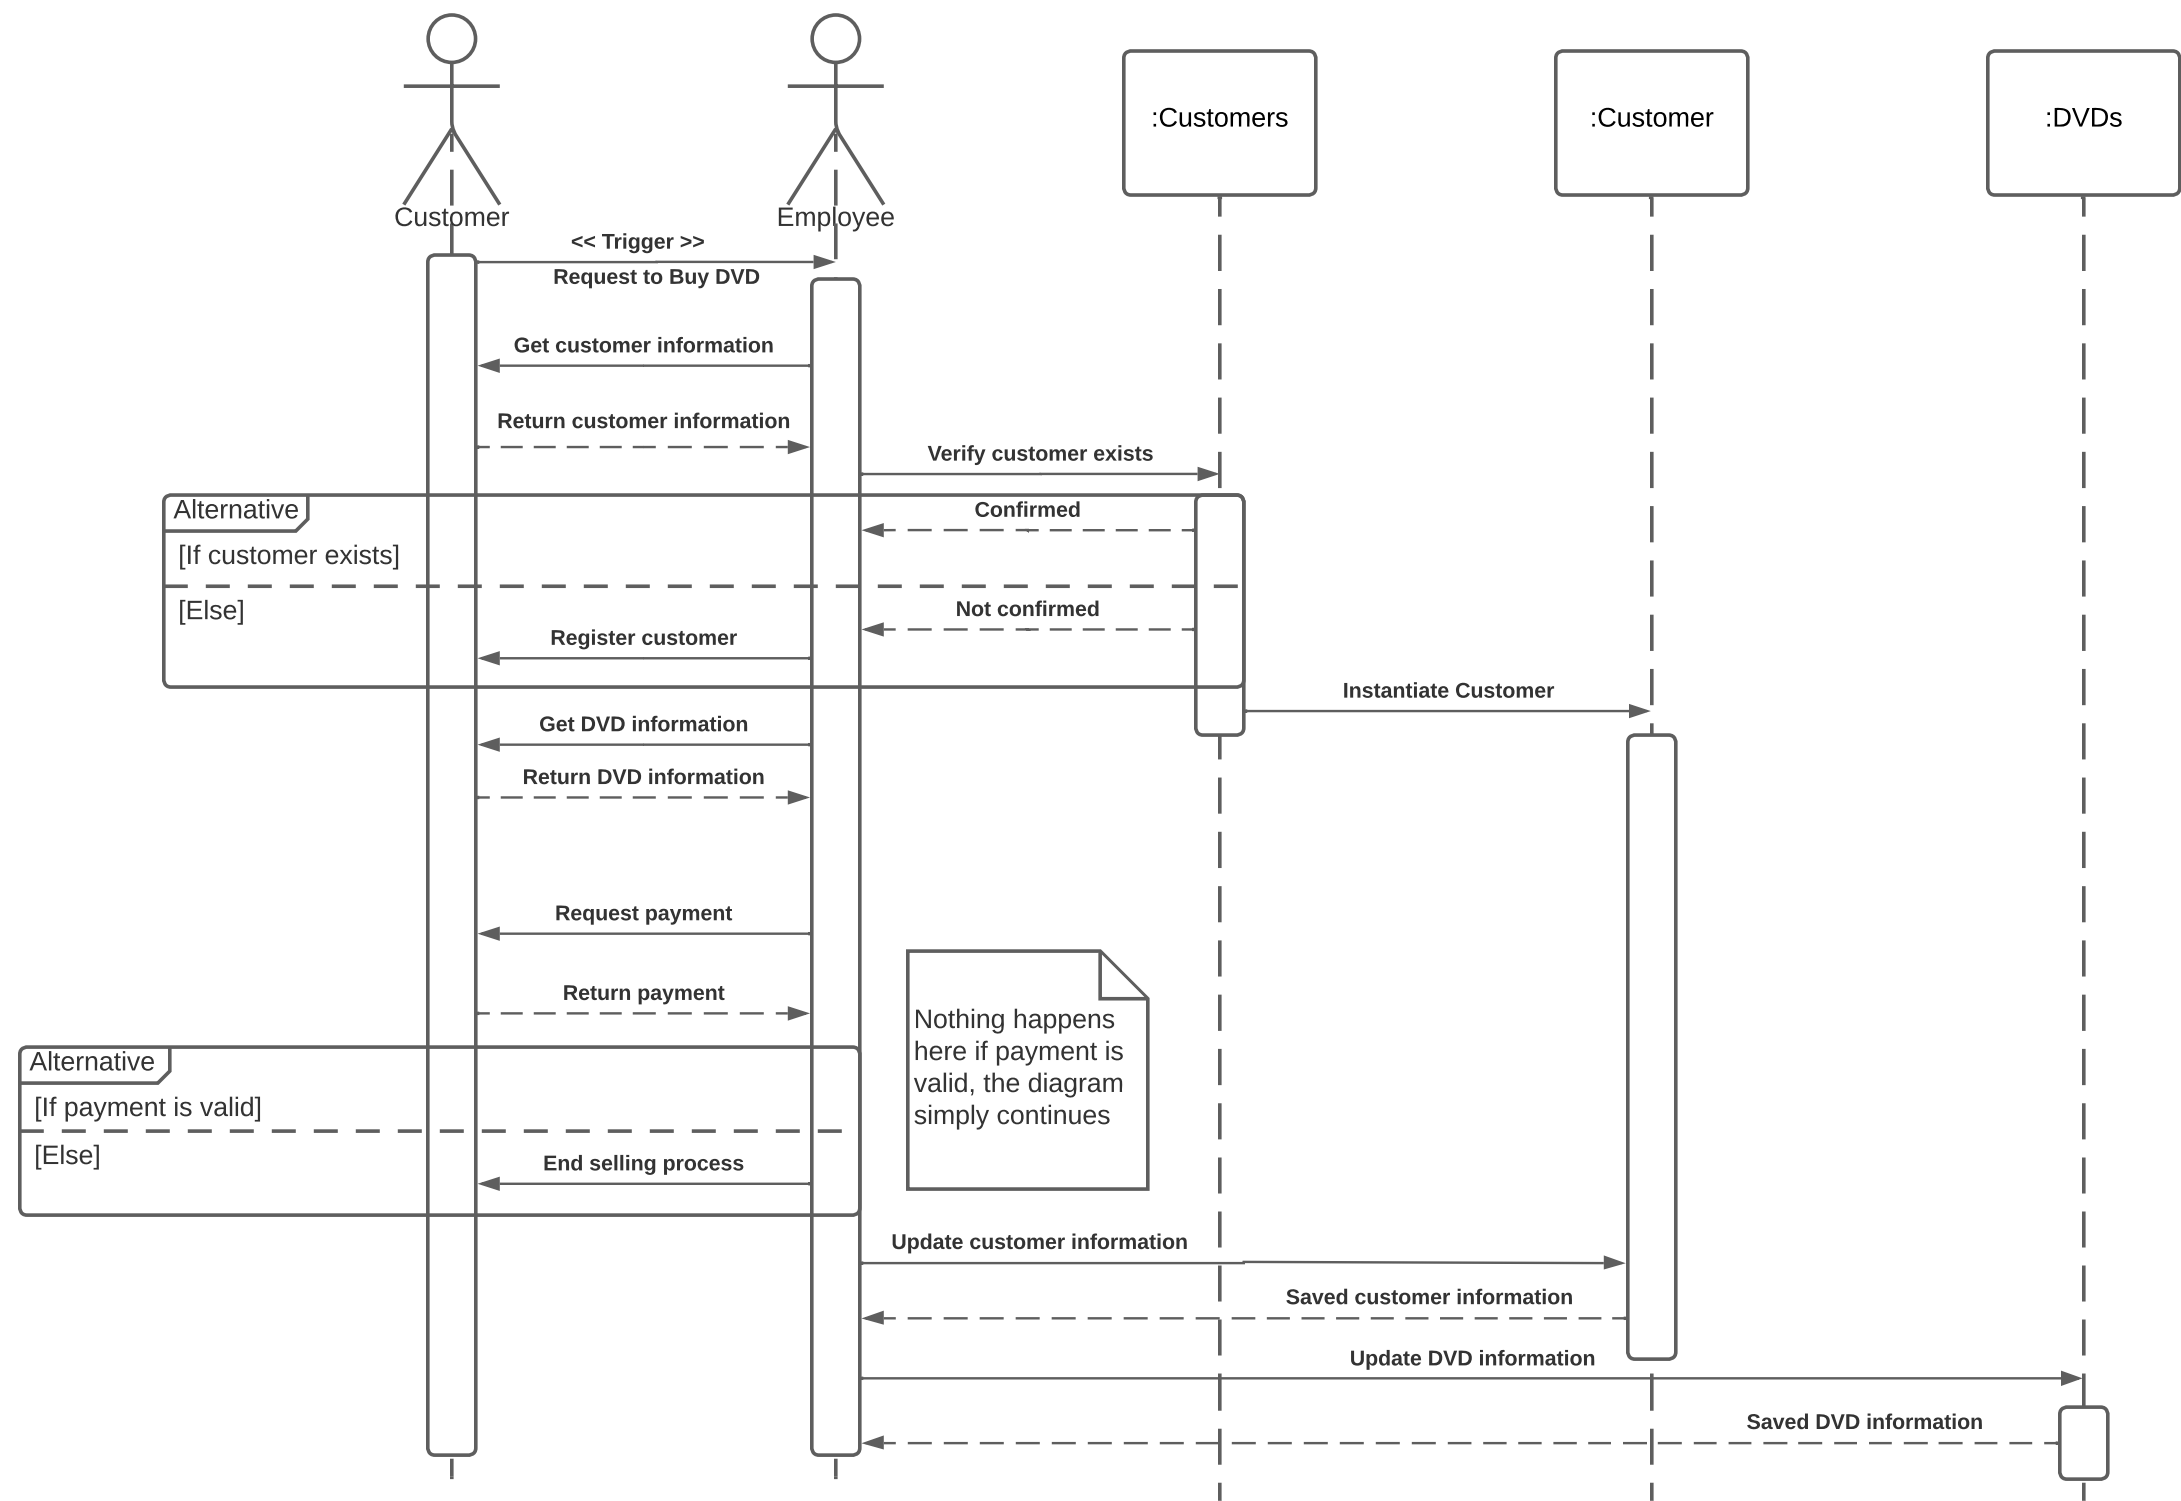 :Customers
:Customer
:DVDs
Customer
Employee
<< Trigger >>
Request to Buy DVD
Get customer information
Return customer information
Verify customer exists
Alternative
Confirmed
[If customer exists]
[Else]
Not confirmed
Register customer
Instantiate Customer
Get DVD information
Return DVD information
Request payment
Return payment
Nothing happens
here if payment is
valid, the diagram
simply continues
Alternative
[If payment is valid]
[Else]
End selling process
Update customer information
Saved customer information
Update DVD information
Saved DVD information